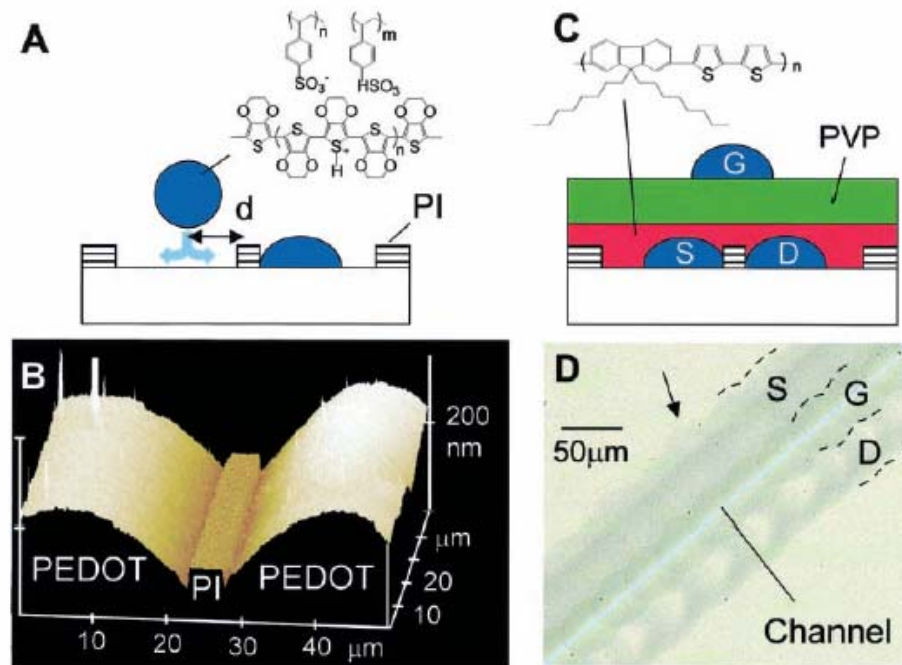 A
n
m
SO3-
HSO3
O O O O
S S S
S S+ S
n
O O O O O O
H
d
PI
B
200
nm
μm
20
10
PEDOT PI PEDOT
10 20 30 40 μm
C
S S n
PVP
G
S D
D
S
G
D
50μm
Channel